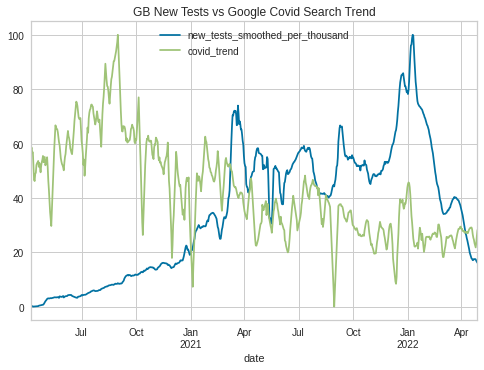 GB New Tests vs Google Covid Search Trend
new_tests_smoothed_per_thousand
covid_trend
100
80
60
40
20
0
Jul
Oct
Jan
2021
Apr
Jul
Oct
Jan
2022
Apr
date